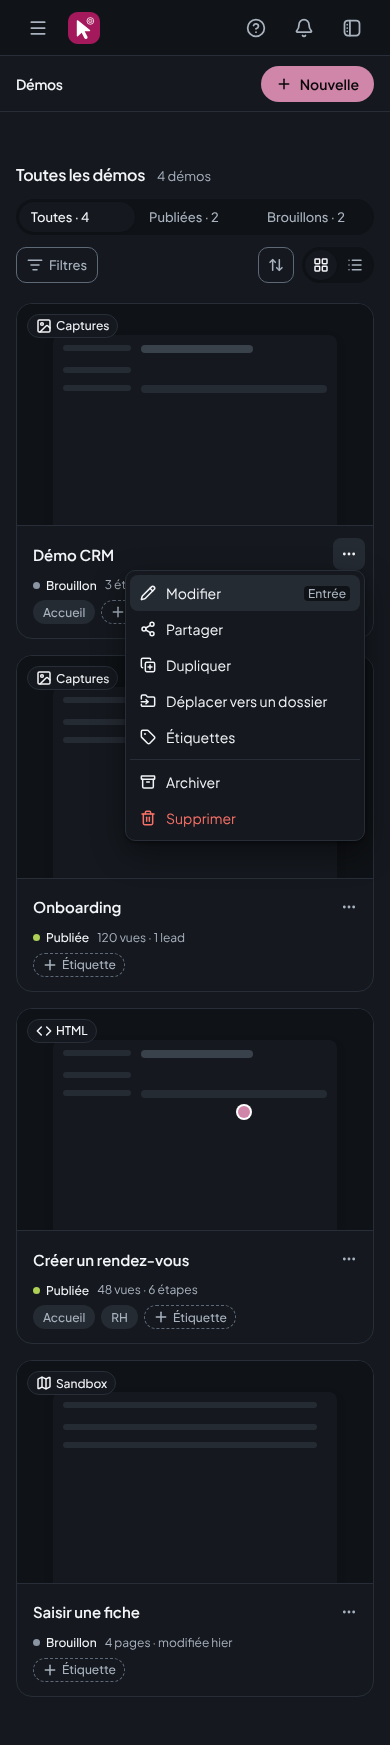 Démos
Nouvelle
Toutes les démos 4 démos
Toutes · 4 Publiées · 2 Brouillons · 2
Filtres
Captures
Démo CRM
Brouillon 3 ét
Accueil
Modifier Entrée
Partager
Dupliquer
Déplacer vers un dossier
Étiquettes
Archiver
Supprimer
Captures
Onboarding
Publiée 120 vues · 1 lead
Étiquette
HTML
Créer un rendez-vous
Publiée 48 vues · 6 étapes
Accueil RH Étiquette
Sandbox
Saisir une fiche
Brouillon 4 pages · modifiée hier
Étiquette